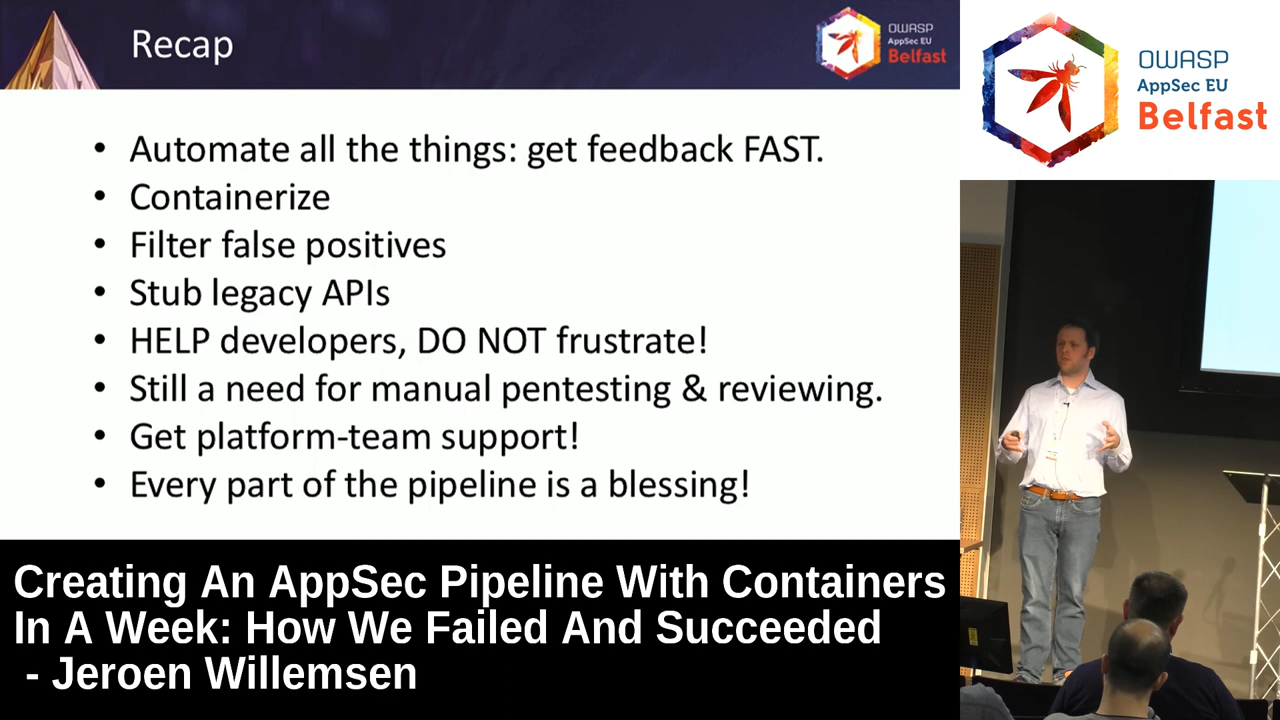 Recap
OWASP
AppSec EU
Belfast
• Automate all the things: get feedback FAST.
• Containerize
• Filter false positives
• Stub legacy APIs
• HELP developers, DO NOT frustrate!
• Still a need for manual pentesting & reviewing.
• Get platform-team support!
• Every part of the pipeline is a blessing!
OWASP
AppSec EU
Belfast
Creating An AppSec Pipeline With Containers
In A Week: How We Failed And Succeeded
- Jeroen Willemsen